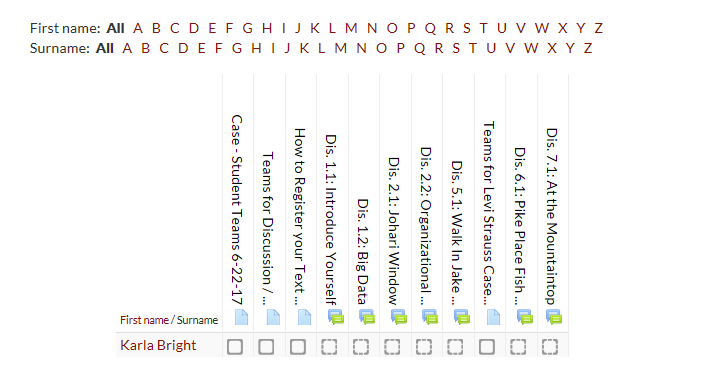 First name: All A B C D E F G H I J K L M N O P Q R S T U V W X Y Z
Surname: All A B C D E F G H I J K L M N O P Q R S T U V W X Y Z
Case - Student Teams 6-22-17
Teams for Discussion / ...
How to Register your Text ...
Dis. 1.1: Introduce Yourself
Dis. 1.2: Big Data
Dis. 2.1: Johari Window
Dis. 2.2: Organizational ...
Dis. 5.1: Walk In Jake ...
Teams for Levi Strauss Case...
Dis. 6.1: Pike Place Fish ...
Dis. 7.1: At the Mountaintop
First name / Surname
Karla Bright